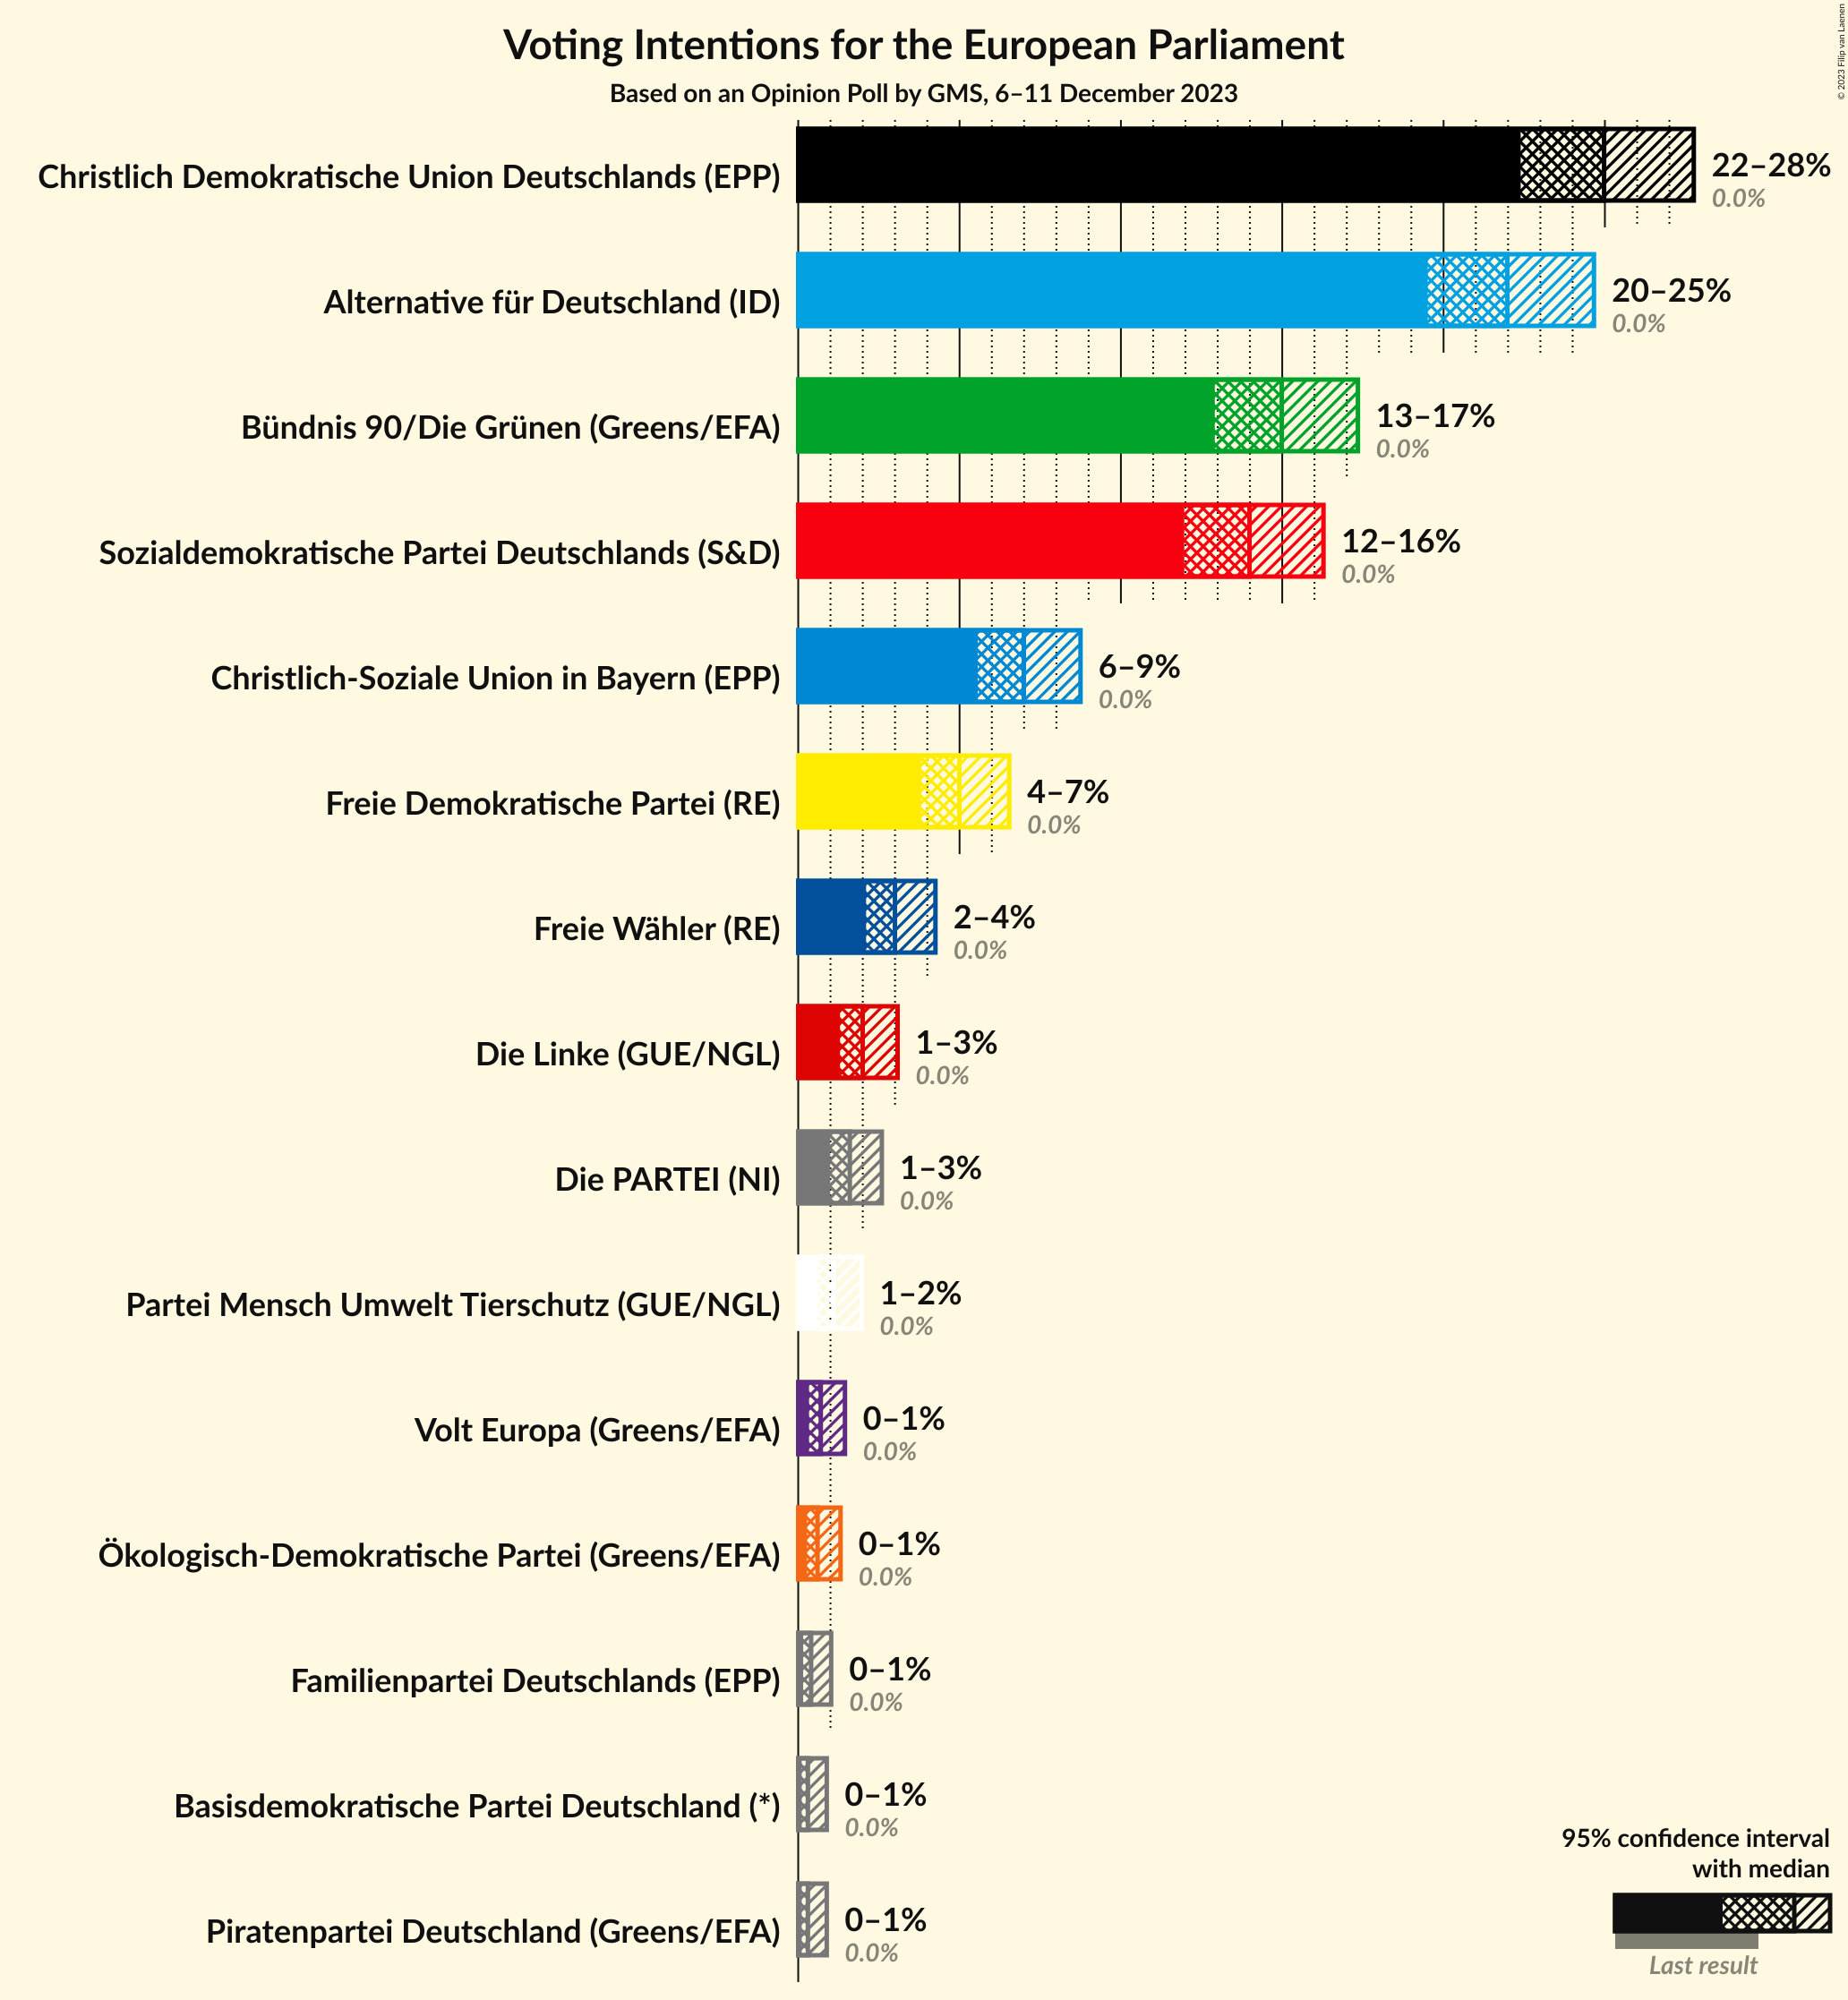 Voting Intentions for the European Parliament
Based on an Opinion Poll by GMS, 6–11 December 2023
© 2023 Filip van Laenen
Christlich Demokratische Union Deutschlands (EPP)
22–28%
0.0%
Alternative für Deutschland (ID)
20–25%
0.0%
Bündnis 90/Die Grünen (Greens/EFA)
13–17%
0.0%
Sozialdemokratische Partei Deutschlands (S&D)
12–16%
0.0%
Christlich-Soziale Union in Bayern (EPP)
6–9%
0.0%
Freie Demokratische Partei (RE)
4–7%
0.0%
Freie Wähler (RE)
2–4%
0.0%
Die Linke (GUE/NGL)
1–3%
0.0%
Die PARTEI (NI)
1–3%
0.0%
Partei Mensch Umwelt Tierschutz (GUE/NGL)
1–2%
0.0%
Volt Europa (Greens/EFA)
0–1%
0.0%
Ökologisch-Demokratische Partei (Greens/EFA)
0–1%
0.0%
Familienpartei Deutschlands (EPP)
0–1%
0.0%
Basisdemokratische Partei Deutschland (*)
0–1%
0.0%
Piratenpartei Deutschland (Greens/EFA)
0–1%
0.0%
95% confidence interval
with median
Last result